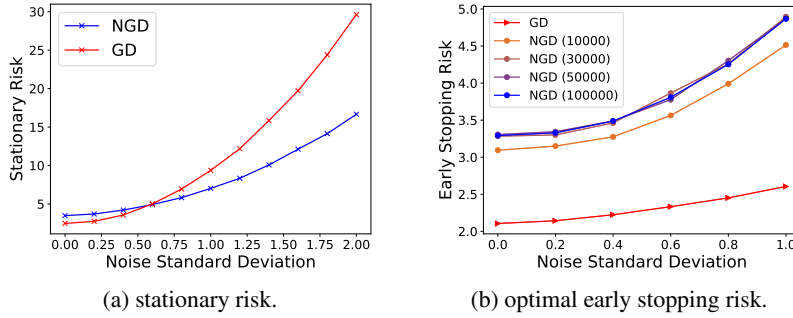 30
25
20
15
10
5
Stationary Risk
NGD
GD
0.00 0.25 0.50 0.75 1.00 1.25 1.50 1.75 2.00
Noise Standard Deviation
(a) stationary risk.
5.0
4.5
4.0
3.5
3.0
2.5
2.0
Early Stopping Risk
GD
NGD (10000)
NGD (30000)
NGD (50000)
NGD (100000)
0.0 0.2 0.4 0.6 0.8 1.0
Noise Standard Deviation
(b) optimal early stopping risk.